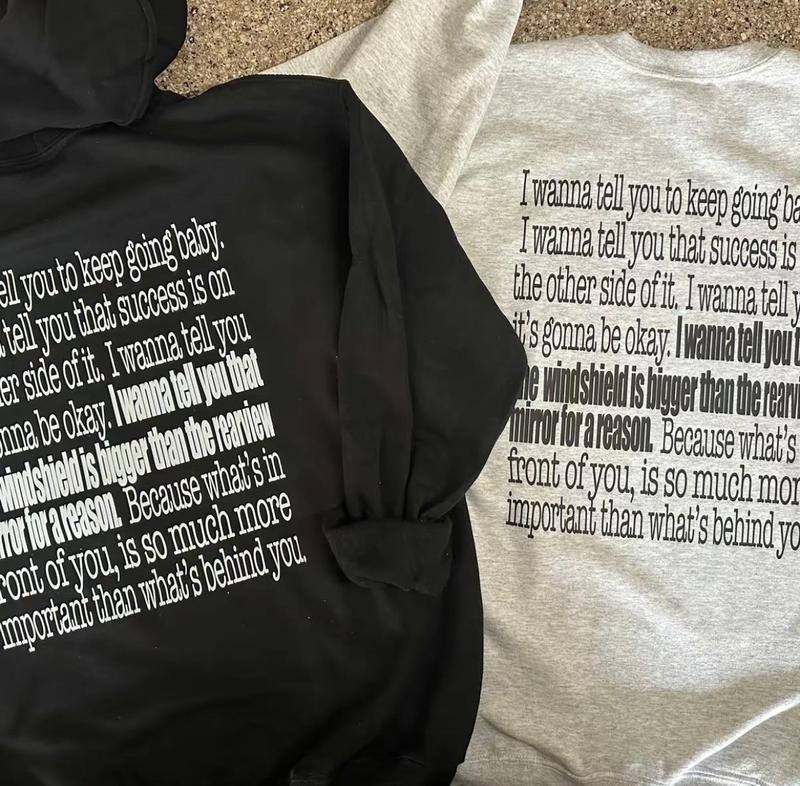 ell you to keep going baby.
tell you that success is on
er side of it. I wanna tell you
onna be okay. I wanna tell you that
windshield is bigger than the rearview
rror for a reason. Because what's in
front of you, is so much more
important than what's behind you.
I wanna tell you to keep going ba
I wanna tell you that success is
the other side of it. I wanna tell y
it's gonna be okay. I wanna tell you t
he windshield is bigger than the rearvi
mirror for a reason. Because what's
front of you, is so much mor
important than what's behind yo